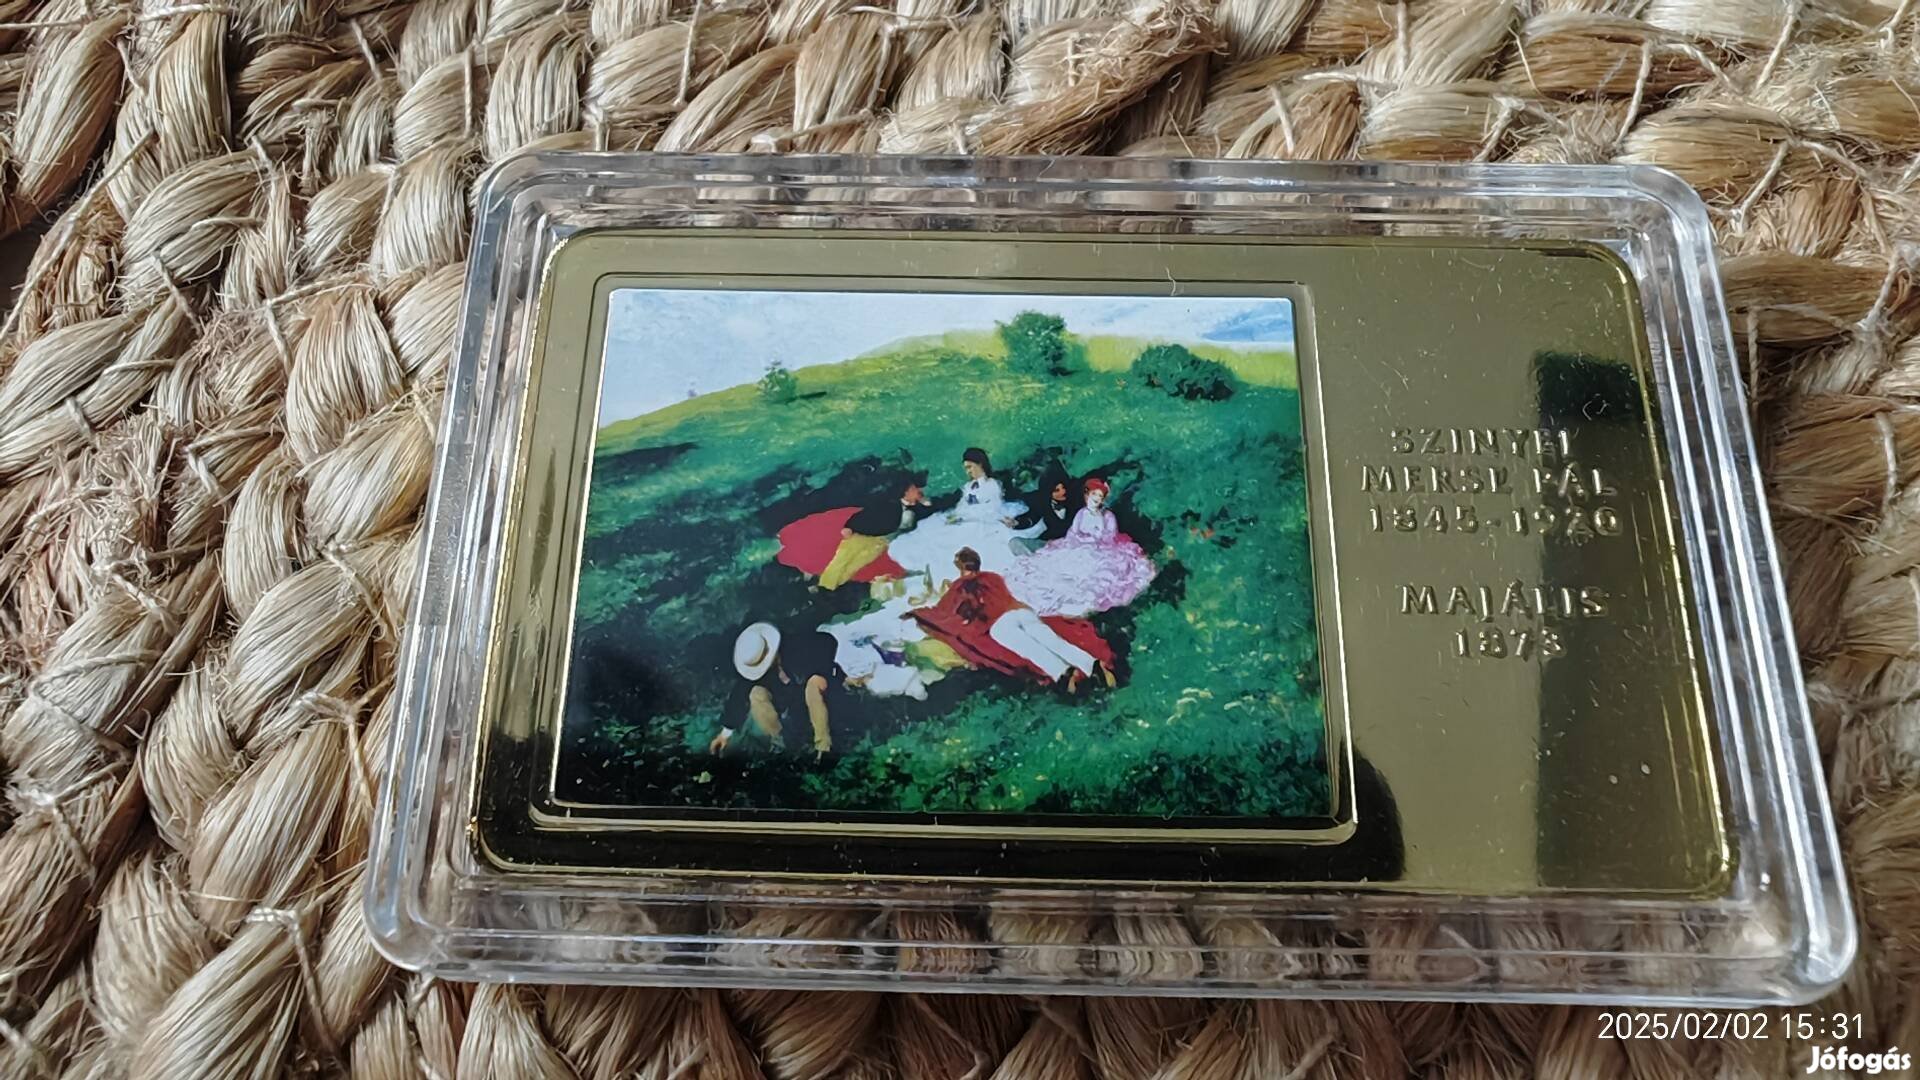 SZINYEI
MERSE PÁL
1845-1920
MAJÁLIS
1873
2025/02/02 15:31
Jófogás